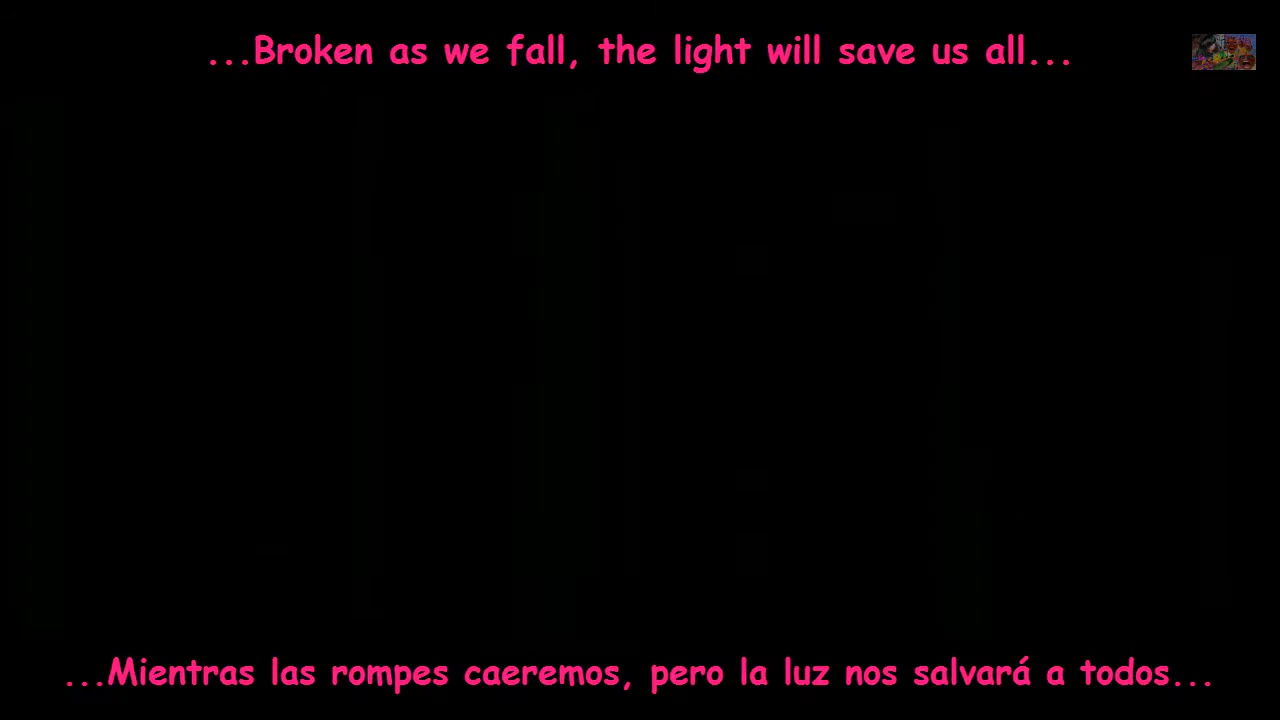 ...Broken as we fall, the light will save us all...
...Mientras las rompes caeremos, pero la luz nos salvará a todos...